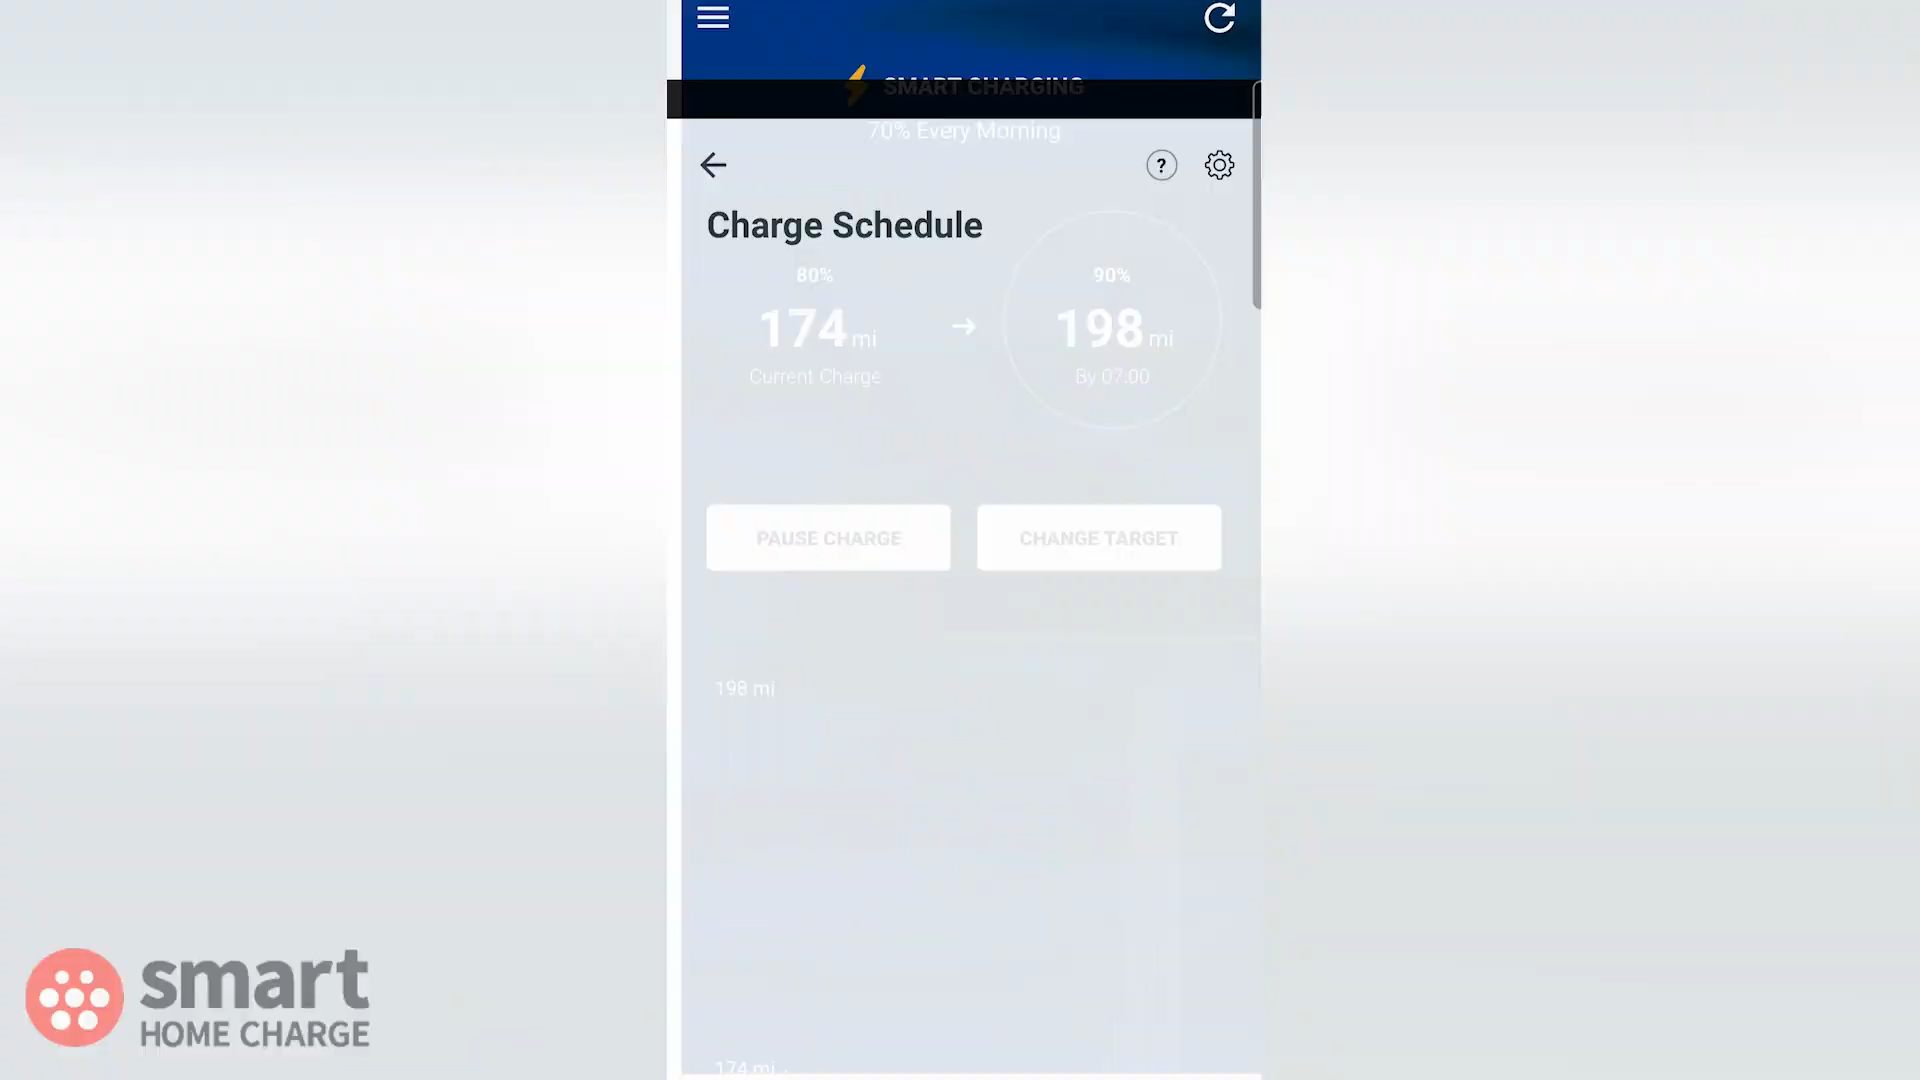 SMART CHARGING
70% Every Morning
?
Charge Schedule
80%
90%
174 mi
198 mi
Current Charge
By 07:00
PAUSE CHARGE
CHANGE TARGET
198 mi
174 mi
smart
HOME CHARGE